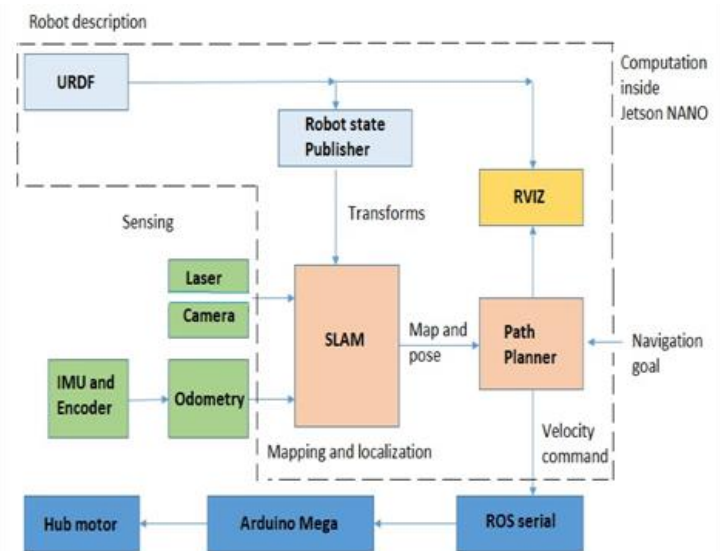 Robot description
URDF
Computation
inside
Jetson NANO
Robot state
Publisher
RVIZ
Transforms
Sensing
Laser
Camera
SLAM
Map and
pose
Path
Planner
Navigation
goal
IMU and
Encoder
Odometry
Velocity
command
Mapping and localization
Hub motor
Arduino Mega
ROS serial